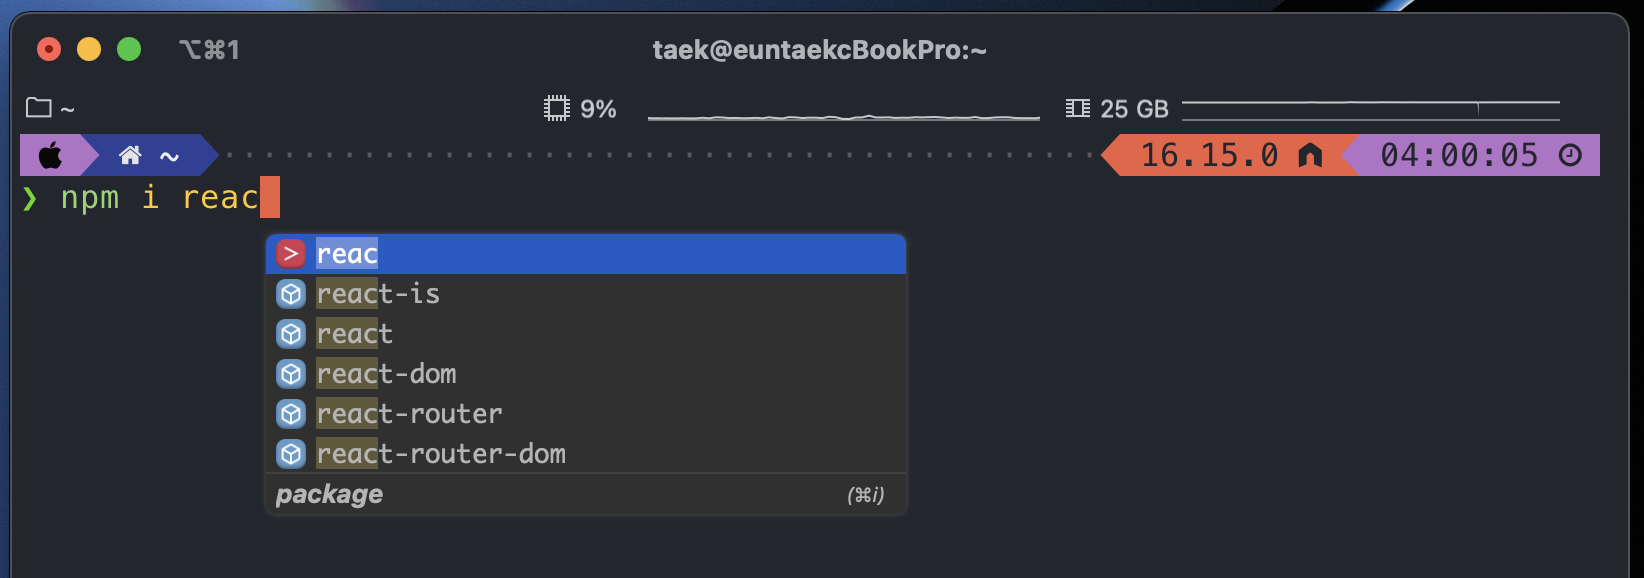 ⌥⌘1 taek@euntaekcBookPro:~
~ 9% 25 GB
~ 16.15.0 04:00:05
❯ npm i reac
> reac
react-is
react
react-dom
react-router
react-router-dom
package (⌘i)